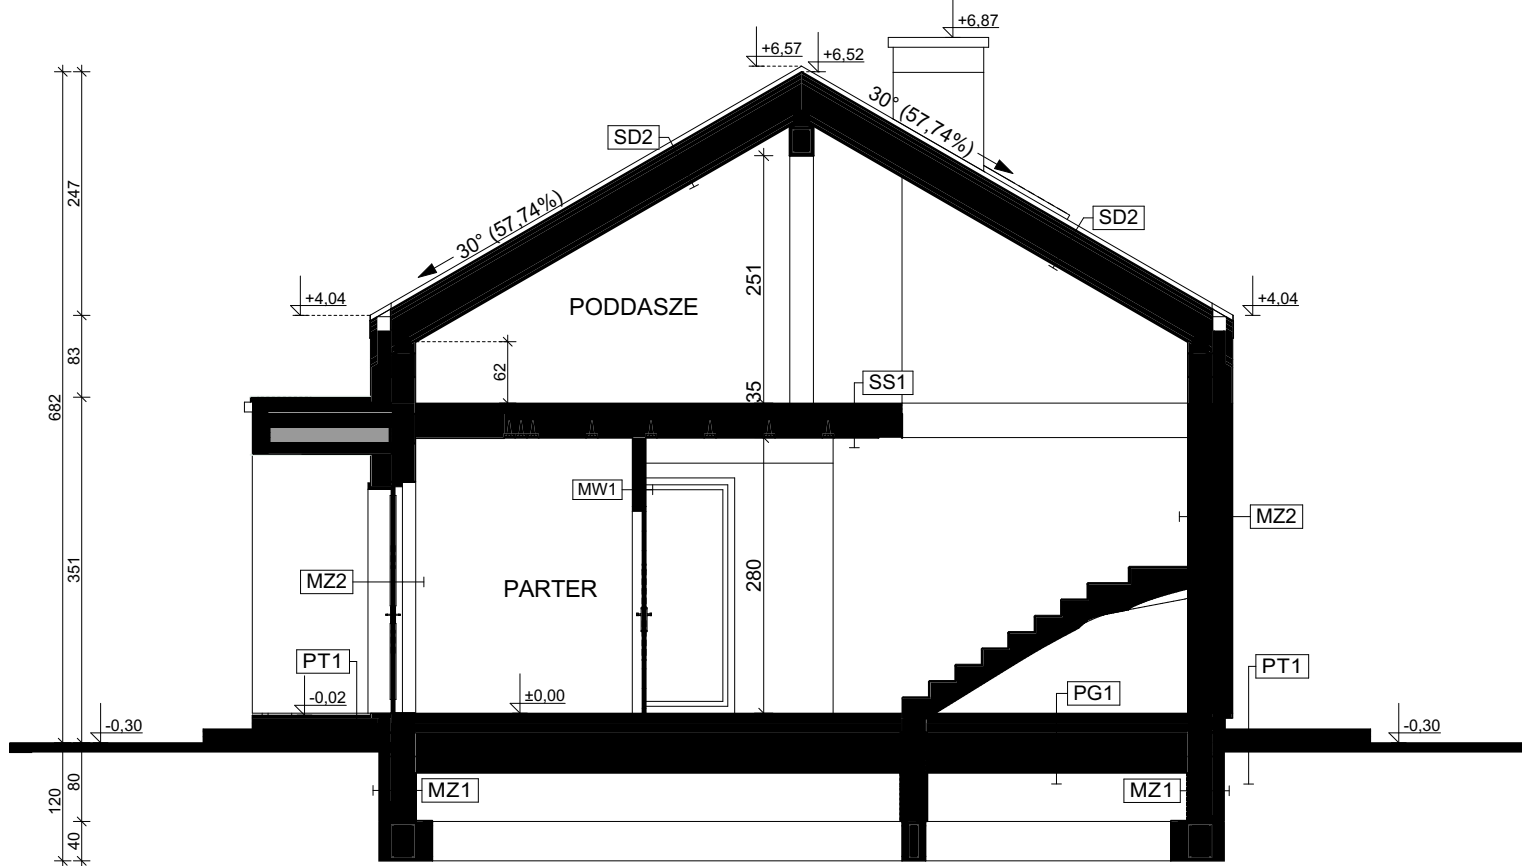 +6,87
+6,57
+6,52
30° (57,74%)
SD2
247
SD2
30° (57,74%)
251
+4,04
PODDASZE
+4,04
83
62
682
35
SS1
MW1
MZ2
351
MZ2
PARTER
280
PT1
PT1
-0,02
±0,00
PG1
-0,30
-0,30
80
120
MZ1
MZ1
40